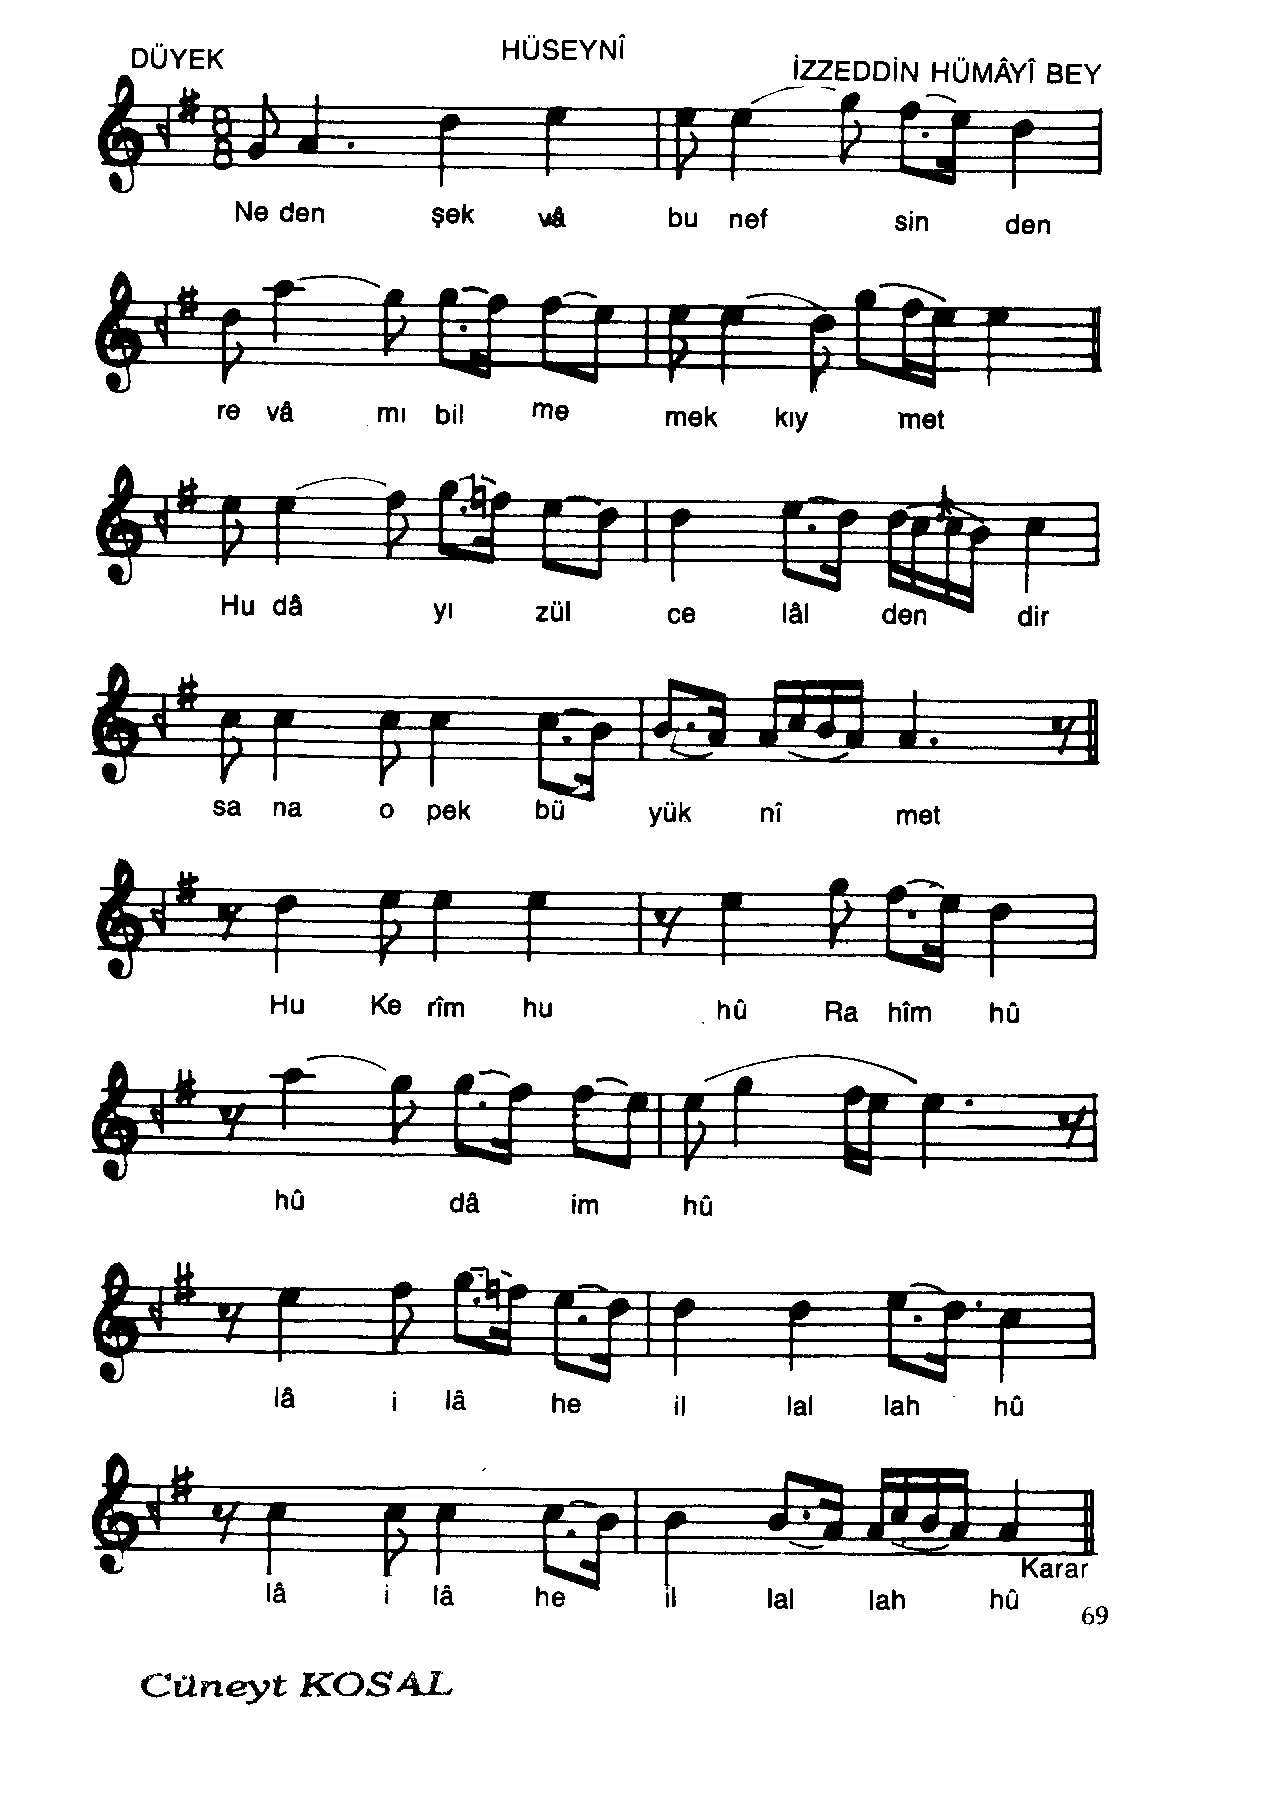 DÜYEK HÜSEYNÎ İZZEDDİN HÜMÂYÎ BEY
8
8
Ne den şek vâ bu nef sin den
re vâ mı bil me mek kıy met
Hu dâ yı zül ce lâl den dir
sa na o pek bü yük nî met
Hu Ke rîm hu hû Ra hîm hû
hû dâ im hû
lâ i lâ he il lal lah hû
Karar
lâ i lâ he il lal lah hû
69
Cüneyt KOSAL